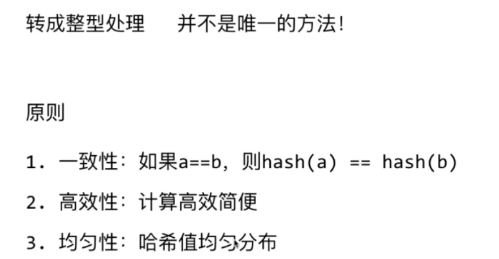 转成整型处理 并不是唯一的方法！
原则
1. 一致性：如果a==b，则hash(a) == hash(b)
2. 高效性：计算高效简便
3. 均匀性：哈希值均匀分布